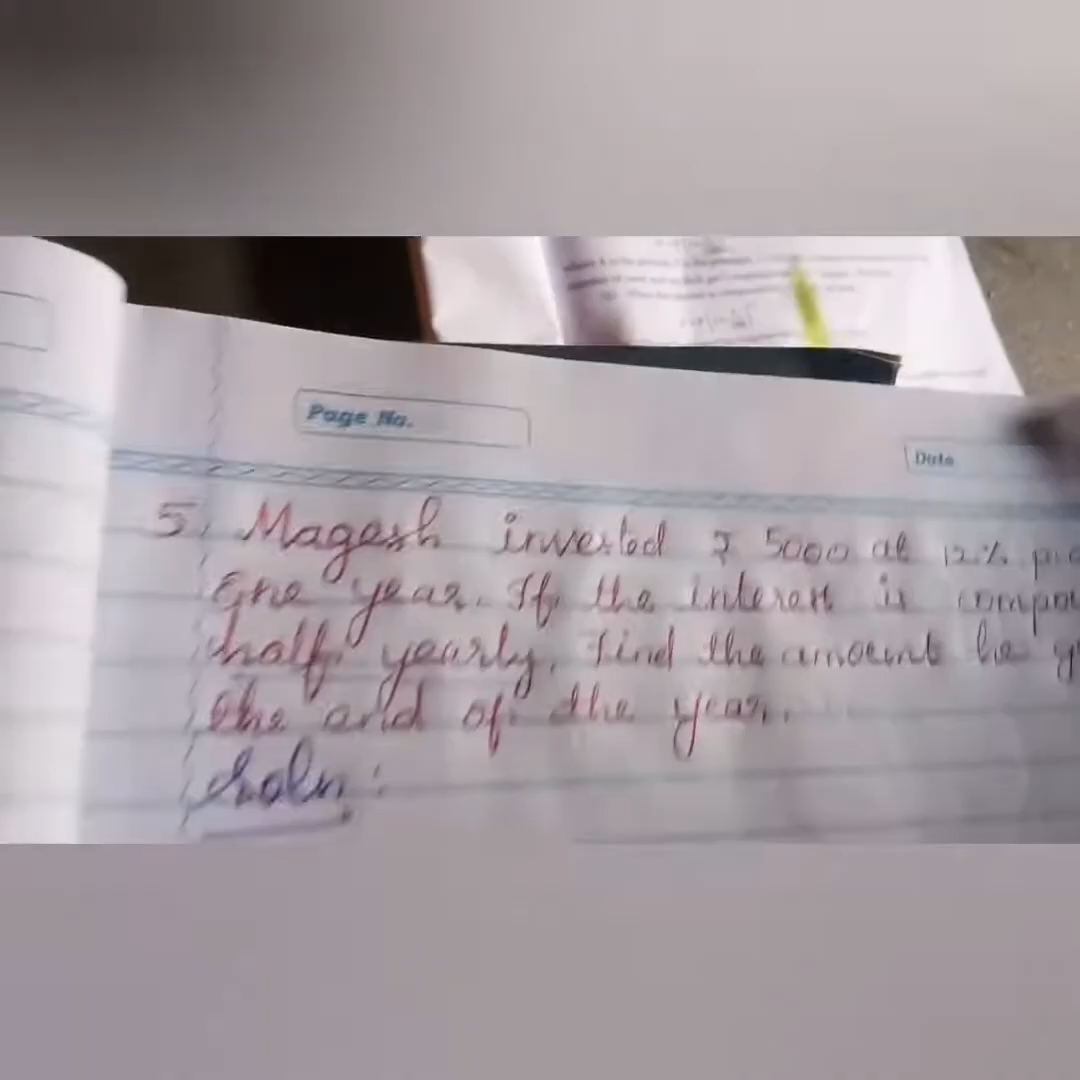 Page No.
Date
5, Magesh invested ₹ 5000 at 12%
One year. If the interest is compou
half yearly, find the amount he g
the end of the year.
Soln: